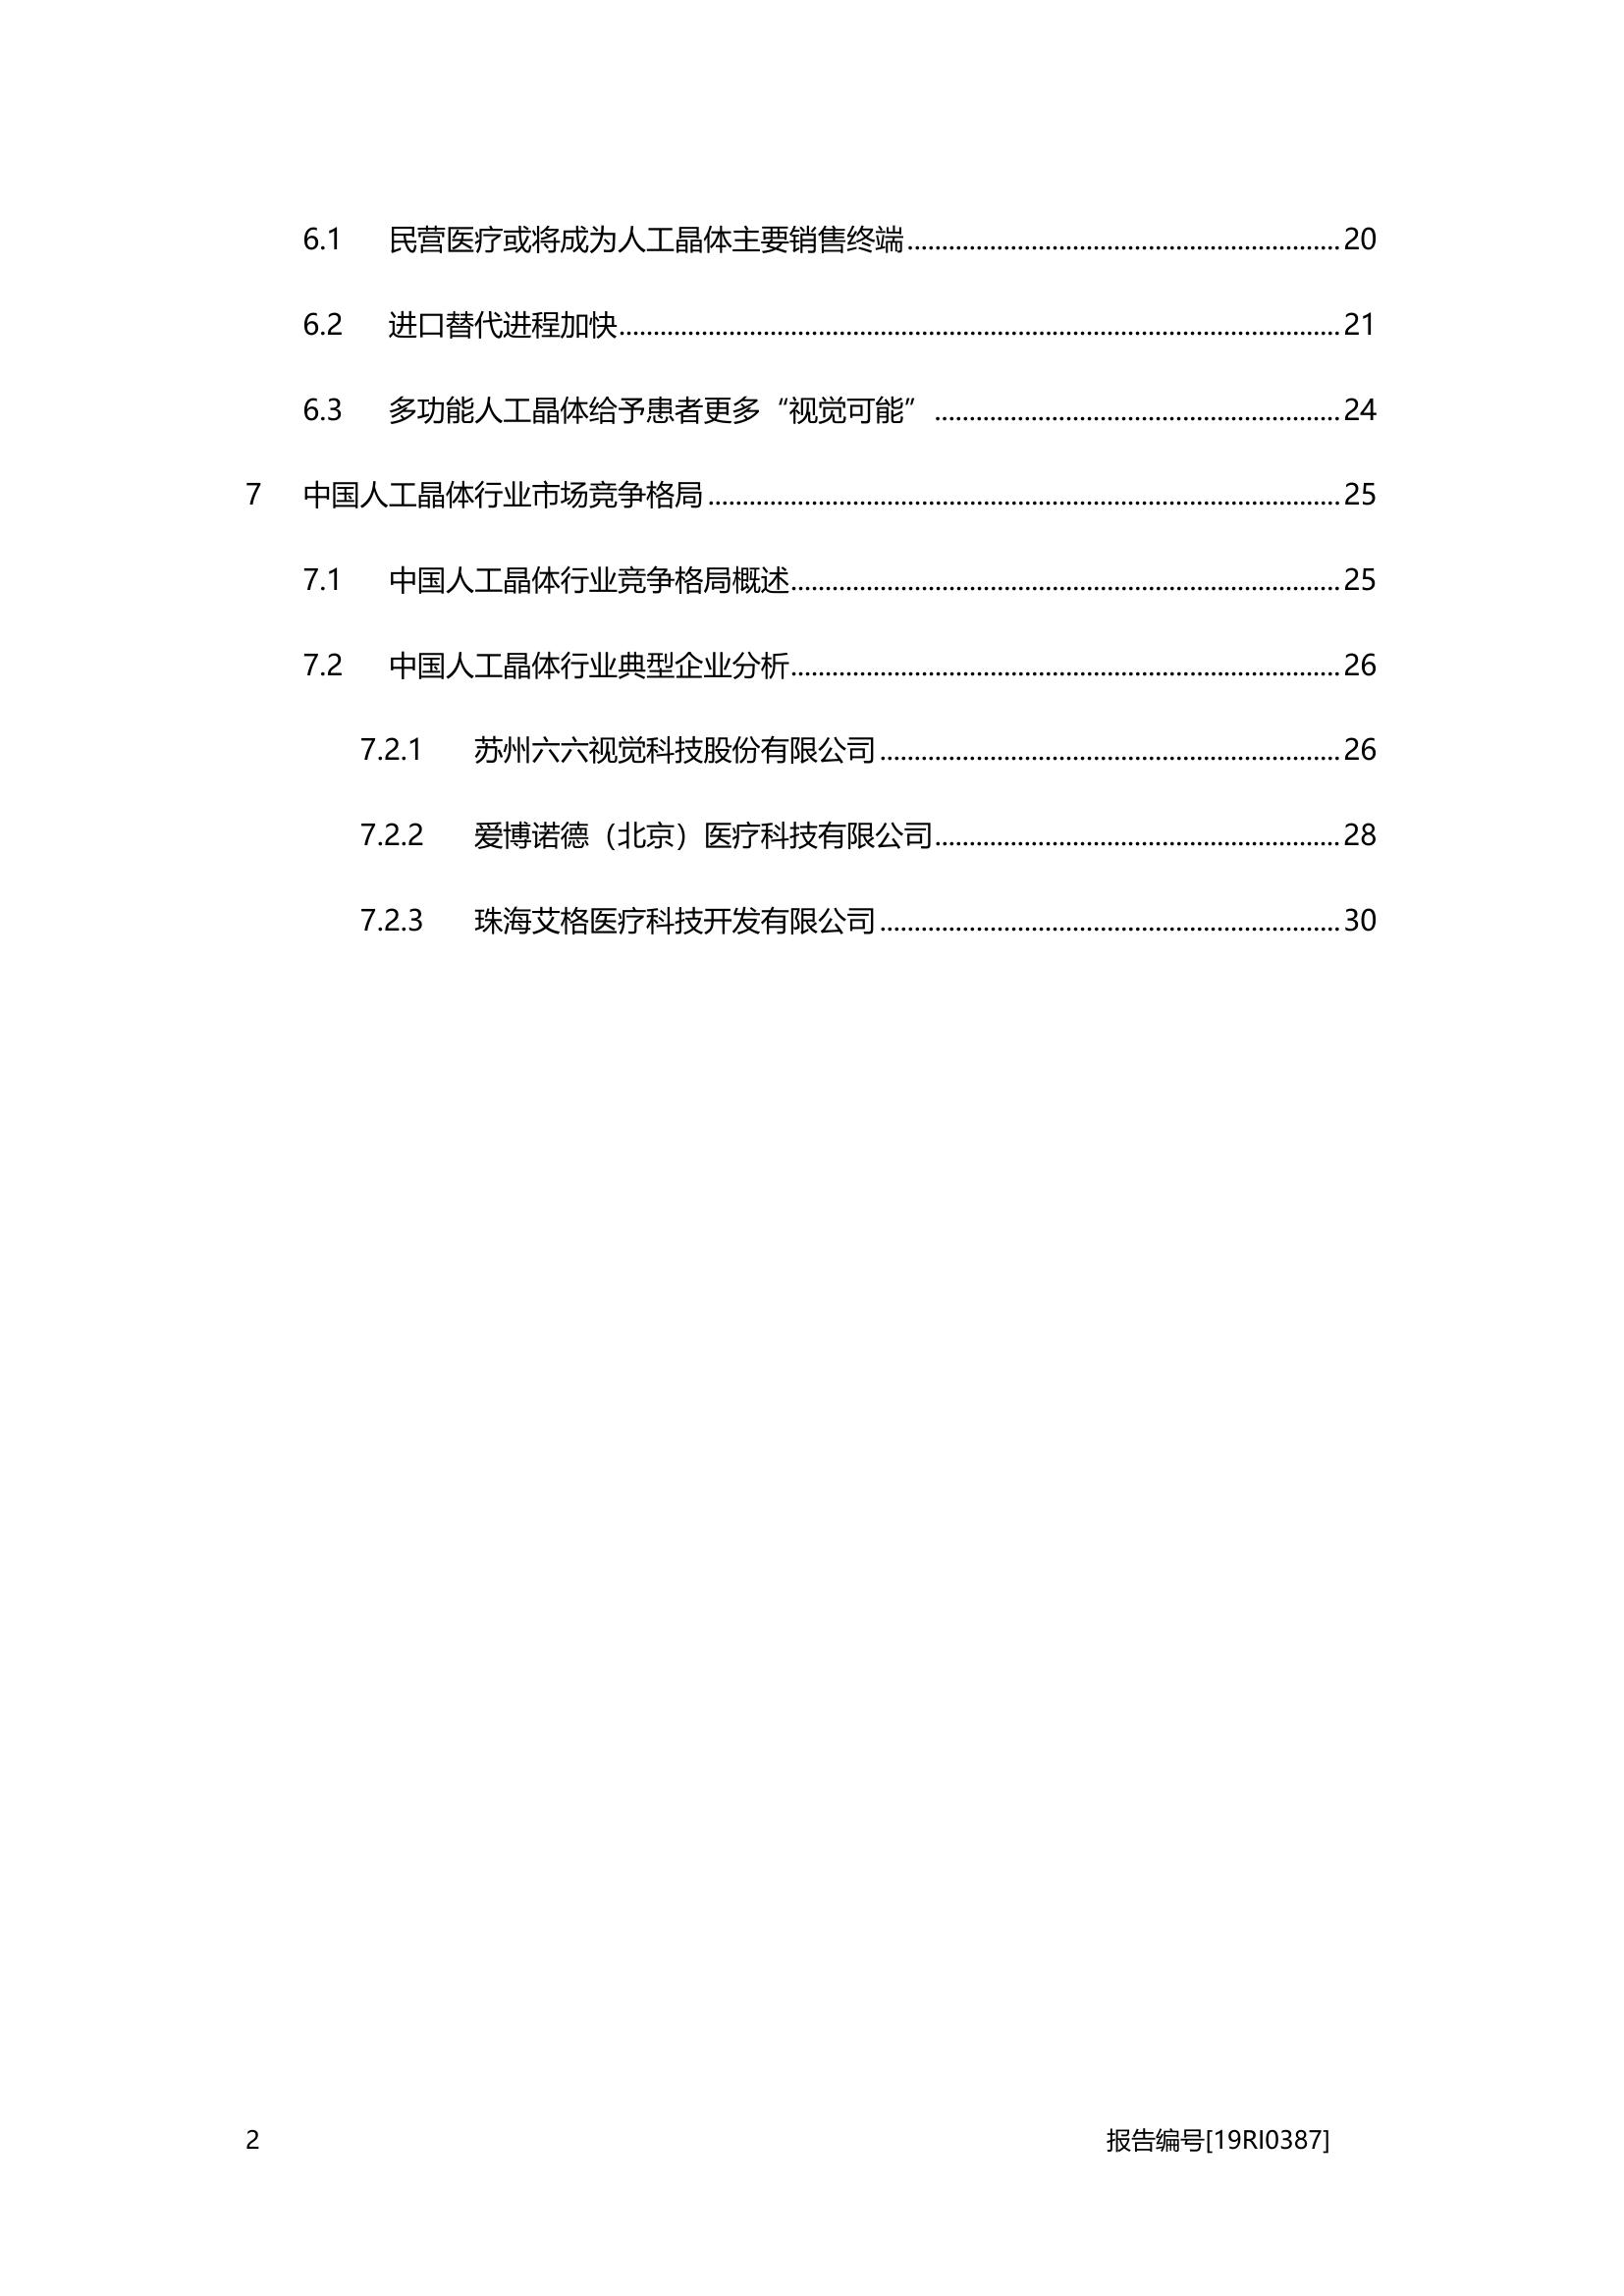 6.1 民营医疗或将成为人工晶体主要销售终端 ........ 20
6.2 进口替代进程加快 ........ 21
6.3 多功能人工晶体给予患者更多“视觉可能” ........ 24
7 中国人工晶体行业市场竞争格局 ........ 25
7.1 中国人工晶体行业竞争格局概述 ........ 25
7.2 中国人工晶体行业典型企业分析 ........ 26
7.2.1 苏州六六视觉科技股份有限公司 ........ 26
7.2.2 爱博诺德（北京）医疗科技有限公司 ........ 28
7.2.3 珠海艾格医疗科技开发有限公司 ........ 30
2 报告编号[19RI0387]